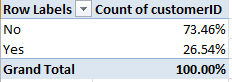 Row Labels Count of customerID
No 73.46%
Yes 26.54%
Grand Total 100.00%